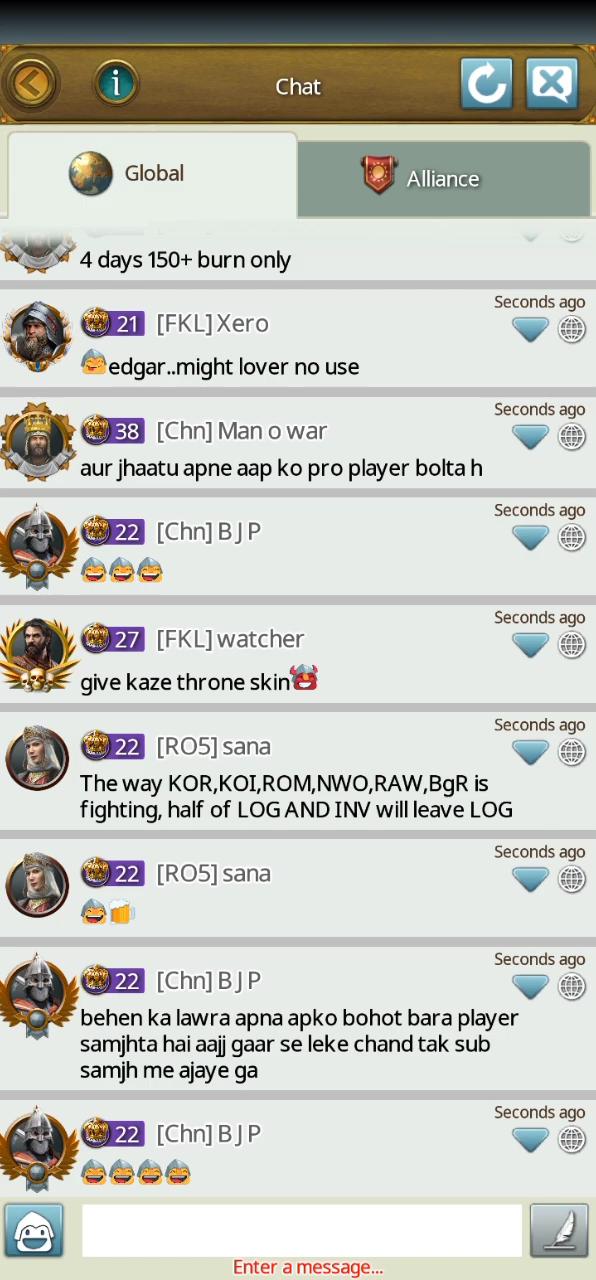 Chat
Global
Alliance
4 days 150+ burn only
Seconds ago
21 [FKL] Xero
edgar..might lover no use
Seconds ago
38 [Chn] Man o war
aur jhaatu apne aap ko pro player bolta h
Seconds ago
22 [Chn] B J P
Seconds ago
27 [FKL] watcher
give kaze throne skin
Seconds ago
22 [RO5] sana
The way KOR,KOI,ROM,NWO,RAW,BgR is
fighting, half of LOG AND INV will leave LOG
Seconds ago
22 [RO5] sana
Seconds ago
22 [Chn] B J P
behen ka lawra apna apko bohot bara player
samjhta hai aajj gaar se leke chand tak sub
samjh me ajaye ga
Seconds ago
22 [Chn] B J P
Enter a message...